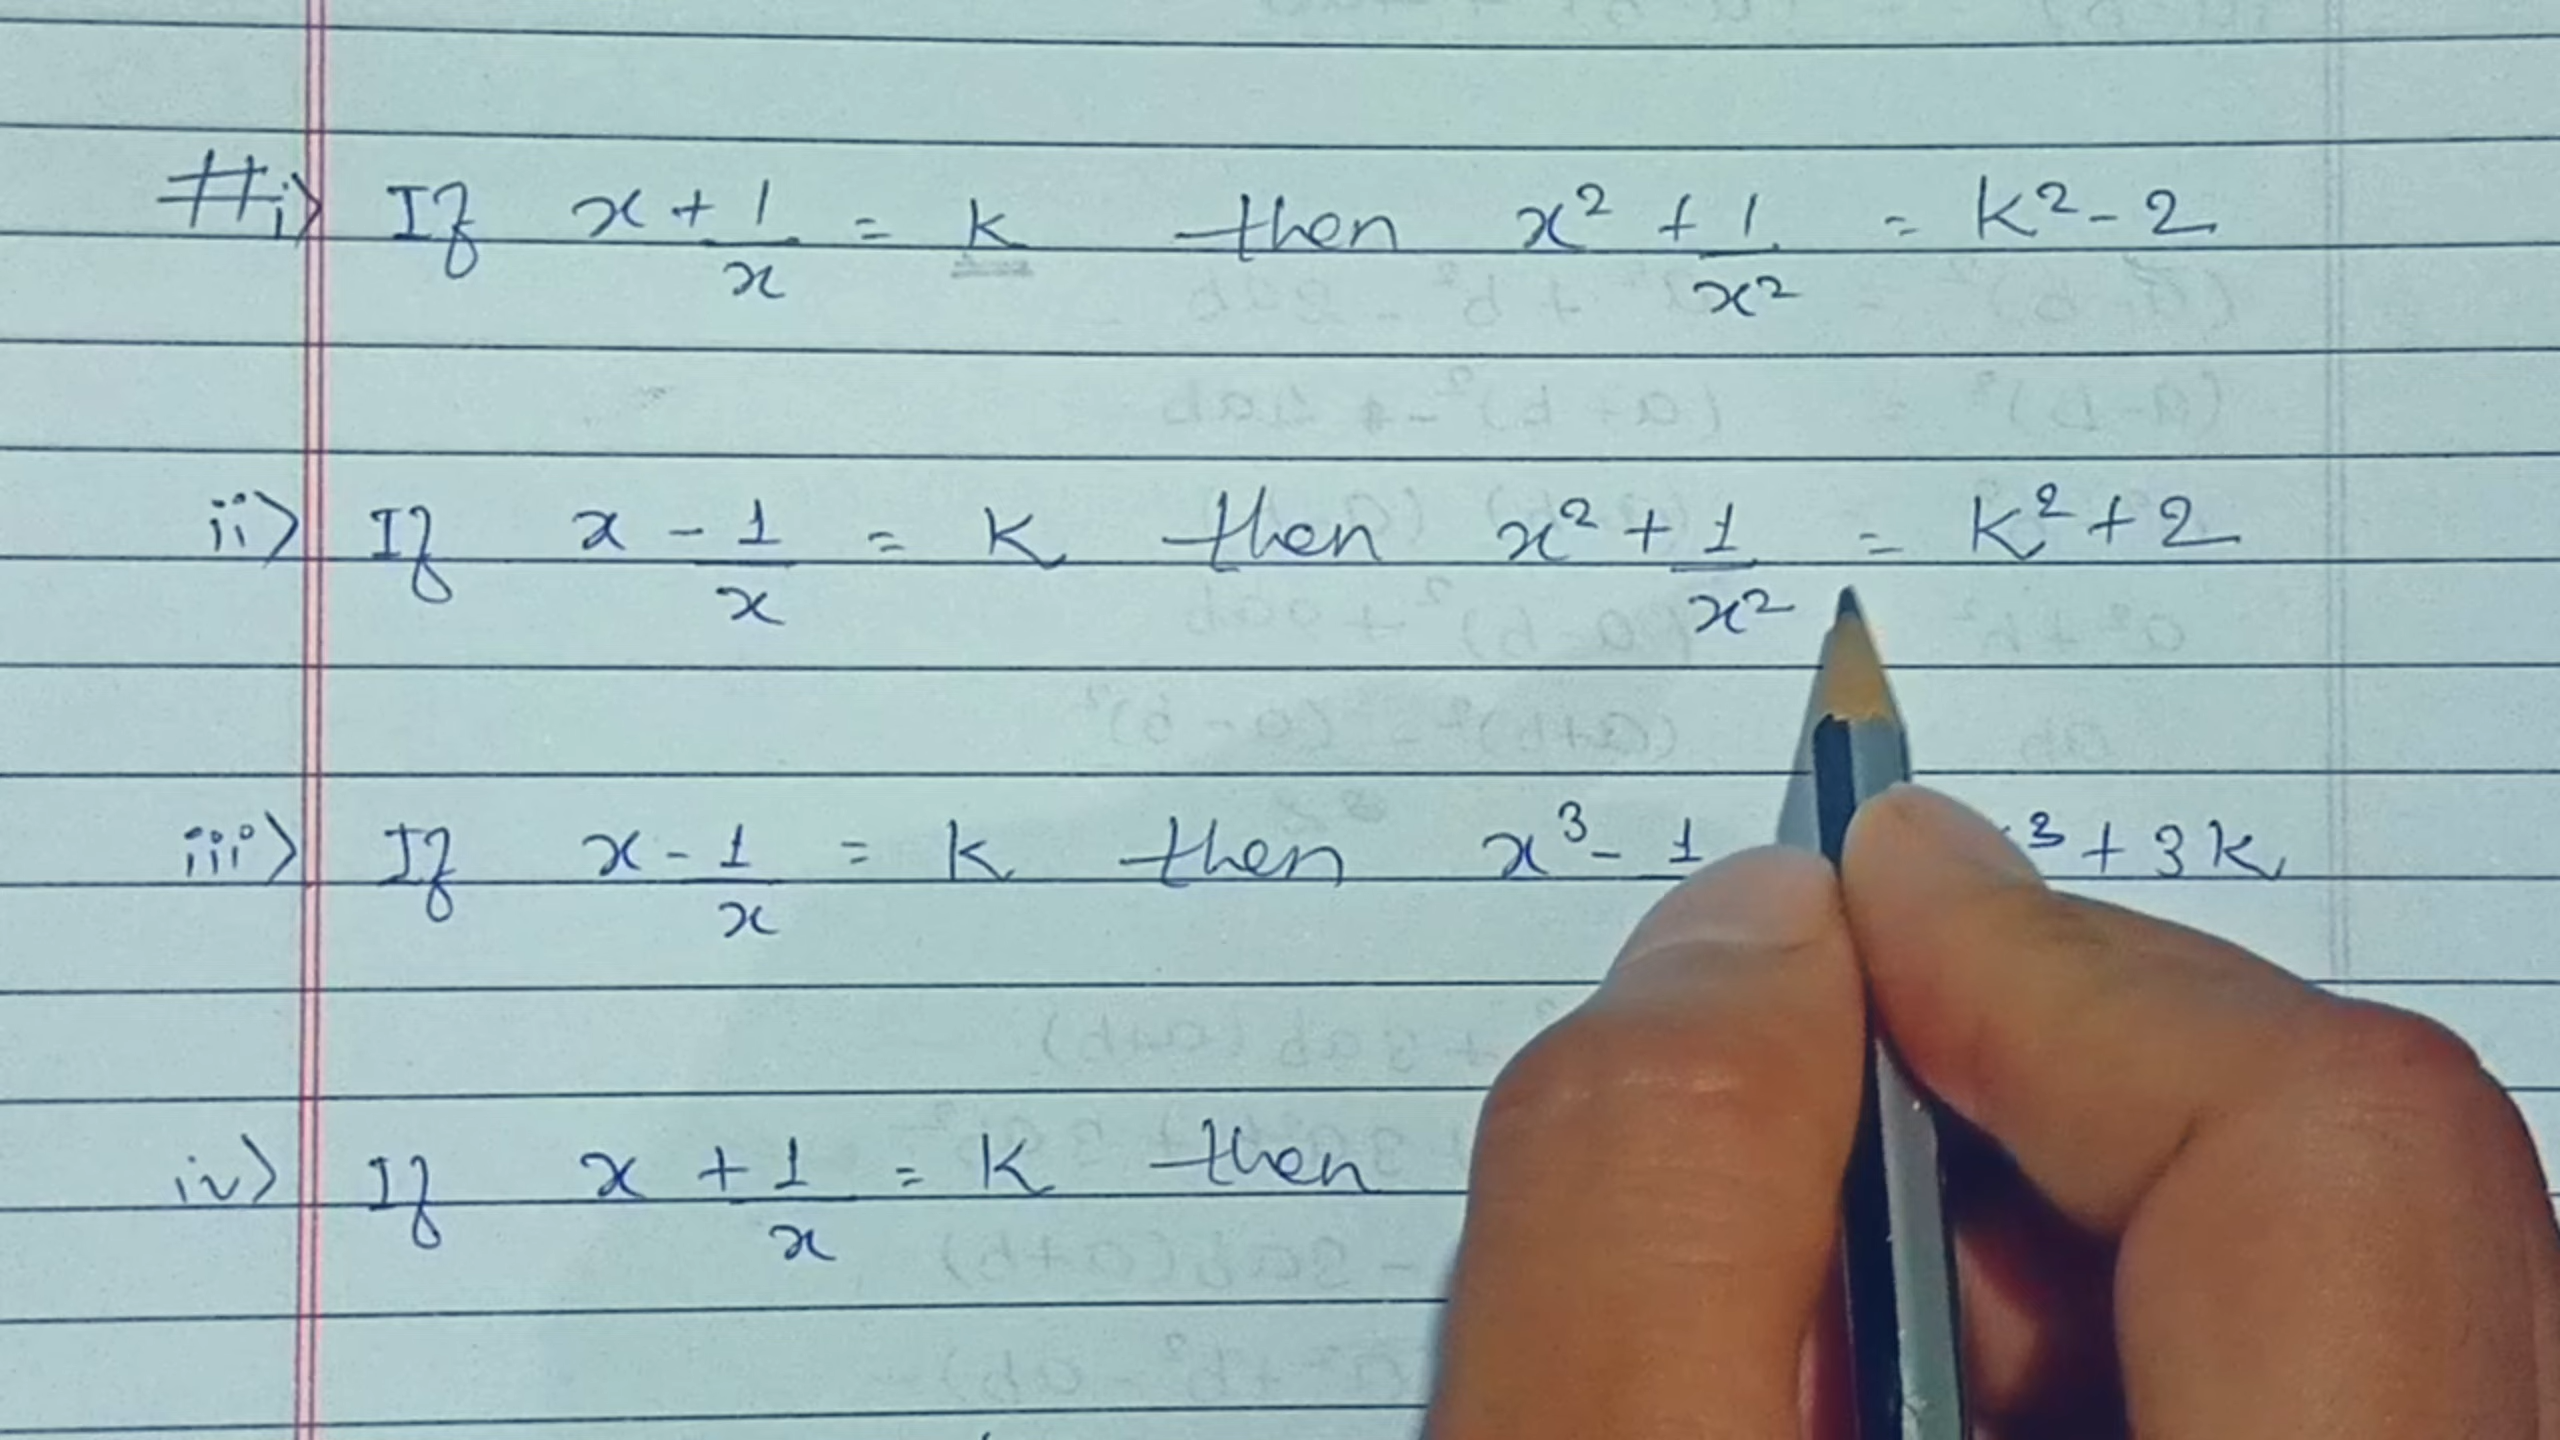 #i) If x + 1/x = k then x² + 1/x² = k² - 2
ii) If x - 1/x = k then x² + 1/x² = k² + 2
iii) If x - 1/x = k then x³ - 1 ³ + 3k
iv) If x + 1/x = k then